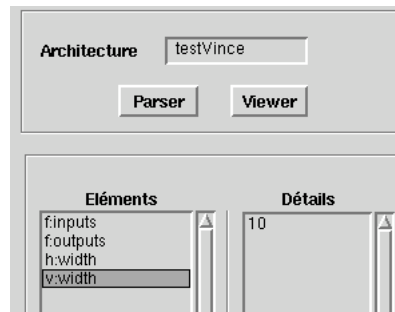 Architecture testVince
Parser Viewer
Eléments Détails
f:inputs 10
f:outputs
h:width
v:width